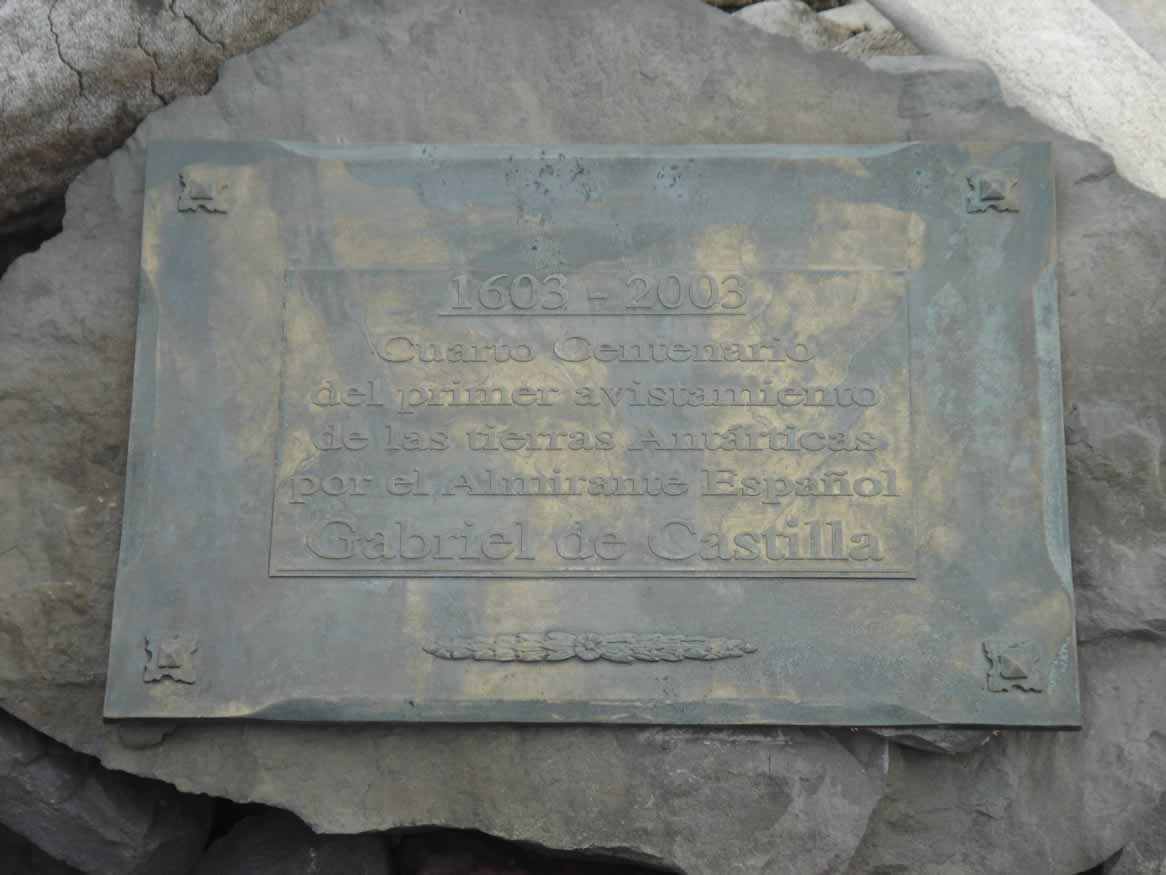 1603 - 2003
Cuarto Centenario
del primer avistamiento
de las tierras Antárticas
por el Almirante Español
Gabriel de Castilla